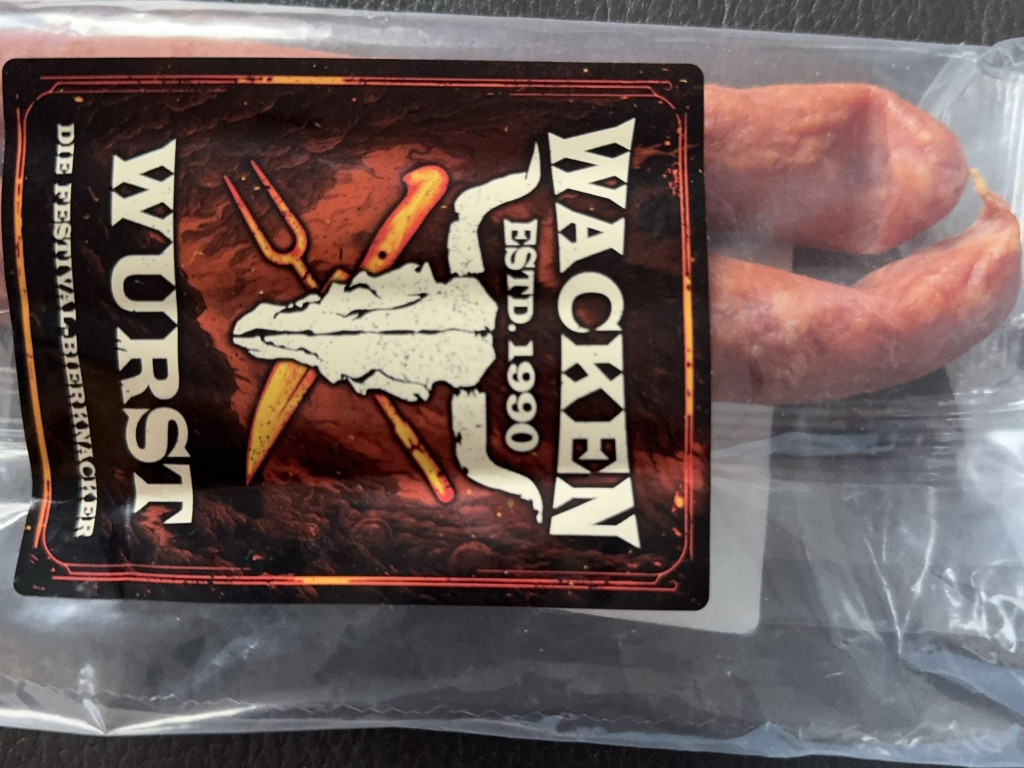 WACKEN
ESTD. 1990
WURST
DIE FESTIVAL-BIERKNACKER